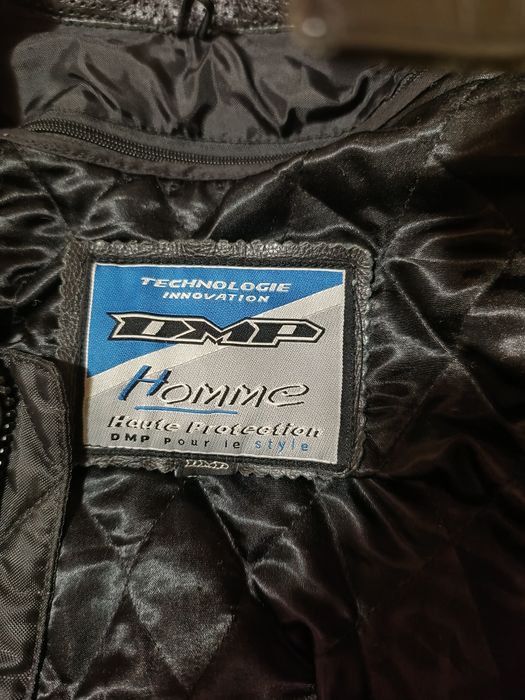 TECHNOLOGIE
INNOVATION
DMP
Homme
Haute Protection
DMP pour le style
DMP